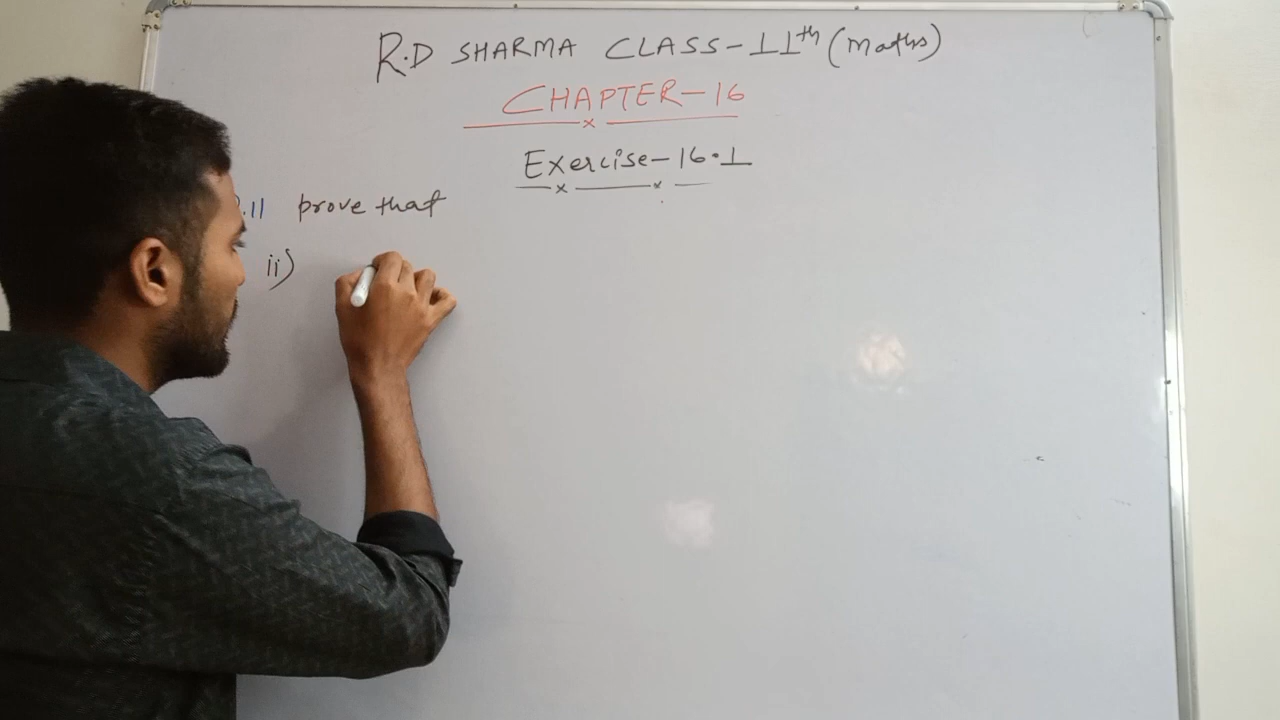 R.D SHARMA CLASS-11th (Maths)
CHAPTER-16
Exercise-16.1
.11 prove that
ii)